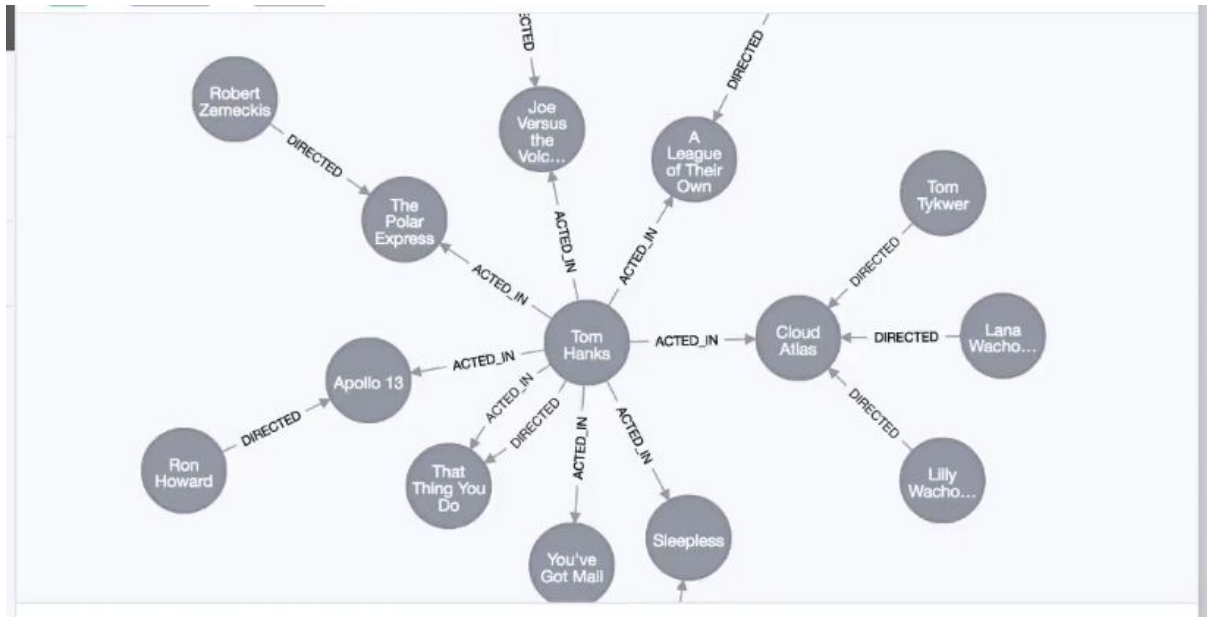 CTED
DIRECTED
Robert
Zemeckis
DIRECTED
Joe
Versus
the
Voic...
A
League
of Their
Own
The
Polar
Express
Tom
Tykwer
ACTED_IN
ACTED_IN
ACTED_IN
DIRECTED
Tom
Hanks
ACTED_IN
Cloud
Atlas
DIRECTED
Lana
Wacho...
ACTED_IN
Apollo 13
DIRECTED
Ron
Howard
ACTED_IN
DIRECTED
ACTED_IN
ACTED_IN
DIRECTED
Lilly
Wacho...
That
Thing You
Do
You've
Got Mail
Sleepless